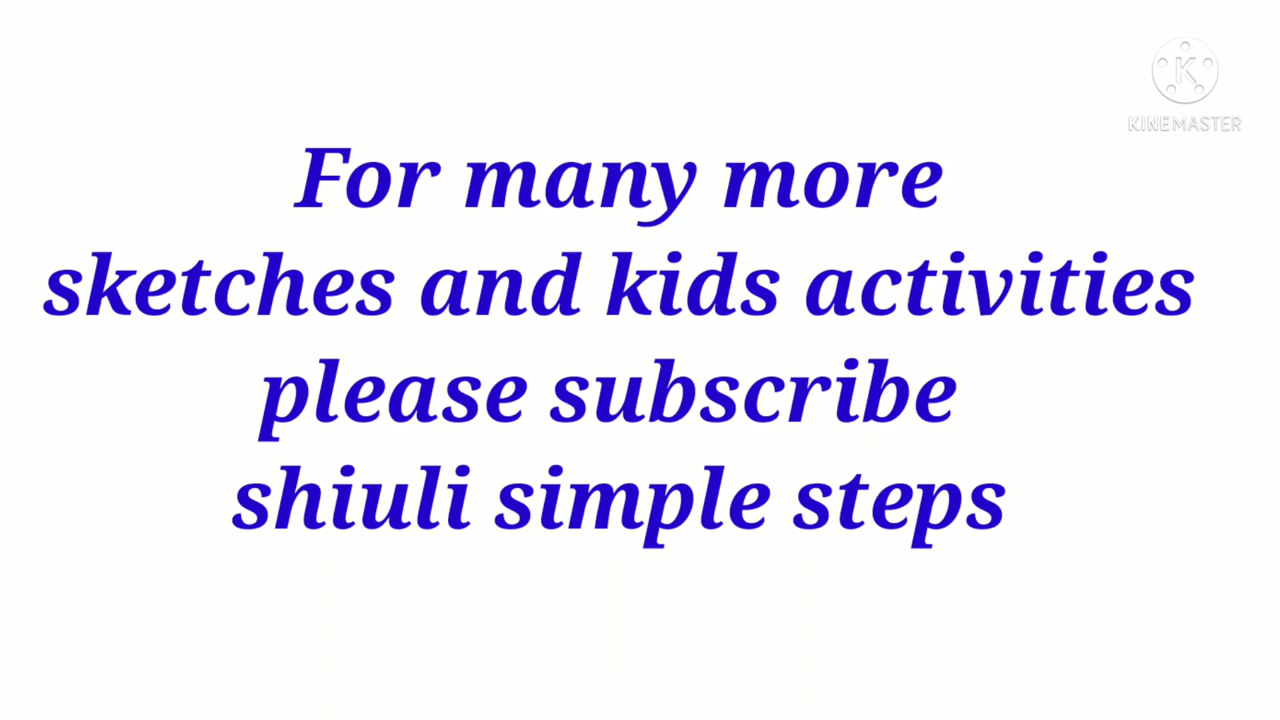 K
KINEMASTER
For many more
sketches and kids activities
please subscribe
shiuli simple steps